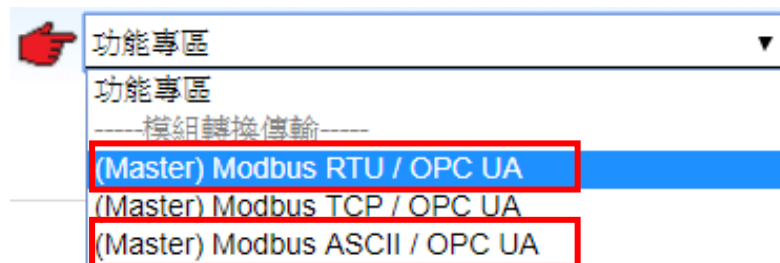 功能專區
功能專區
-----模組轉換傳輸-----
(Master) Modbus RTU / OPC UA
(Master) Modbus TCP / OPC UA
(Master) Modbus ASCII / OPC UA